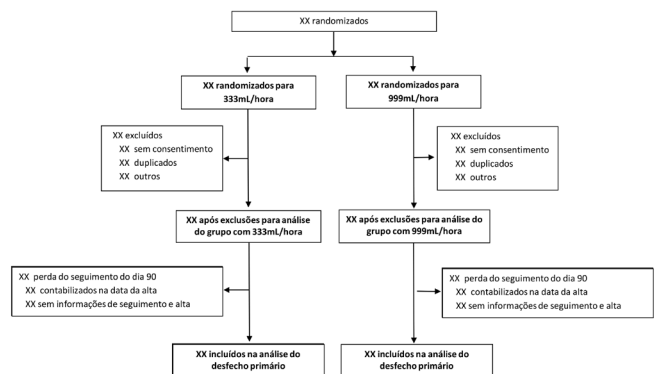 XX randomizados
XX randomizados para
333mL/hora
XX randomizados para
999mL/hora
XX excluídos
XX sem consentimento
XX duplicados
XX outros
XX excluídos
XX sem consentimento
XX duplicados
XX outros
XX após exclusões para análise
do grupo com 333mL/hora
XX após exclusões para análise do
grupo com 999mL/hora
XX perda do seguimento do dia 90
XX contabilizados na data da alta
XX sem informações de seguimento e alta
XX perda do seguimento do dia 90
XX contabilizados na data da alta
XX sem informações de seguimento e alta
XX incluídos na análise do
desfecho primário
XX incluídos na análise do
desfecho primário